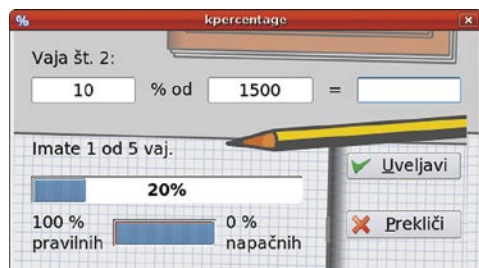 % kpercentage
Vaja št. 2:
10 % od 1500 =
Imate 1 od 5 vaj.
Uveljavi
20%
100 % pravilnih
0 % napačnih
Prekliči